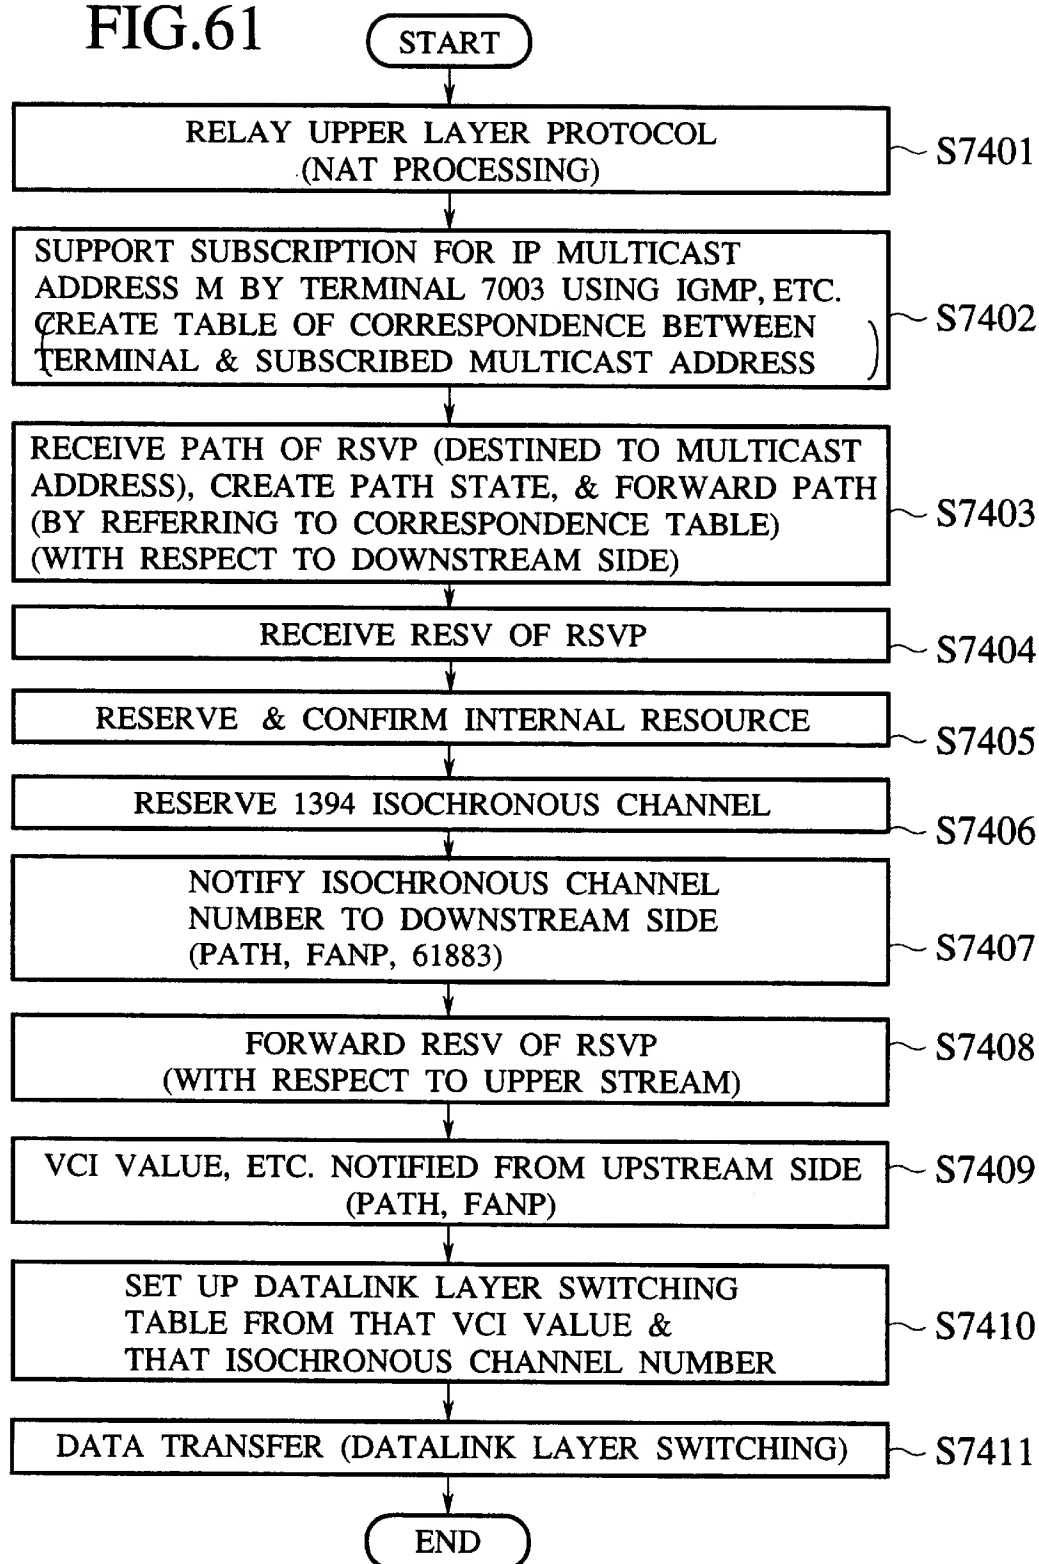 FIG.61
START
RELAY UPPER LAYER PROTOCOL
(NAT PROCESSING)
S7401
SUPPORT SUBSCRIPTION FOR IP MULTICAST
ADDRESS M BY TERMINAL 7003 USING IGMP, ETC.
(CREATE TABLE OF CORRESPONDENCE BETWEEN
TERMINAL & SUBSCRIBED MULTICAST ADDRESS)
S7402
RECEIVE PATH OF RSVP (DESTINED TO MULTICAST
ADDRESS), CREATE PATH STATE, & FORWARD PATH
(BY REFERRING TO CORRESPONDENCE TABLE)
(WITH RESPECT TO DOWNSTREAM SIDE)
S7403
RECEIVE RESV OF RSVP
S7404
RESERVE & CONFIRM INTERNAL RESOURCE
S7405
RESERVE 1394 ISOCHRONOUS CHANNEL
S7406
NOTIFY ISOCHRONOUS CHANNEL
NUMBER TO DOWNSTREAM SIDE
(PATH, FANP, 61883)
S7407
FORWARD RESV OF RSVP
(WITH RESPECT TO UPPER STREAM)
S7408
VCI VALUE, ETC. NOTIFIED FROM UPSTREAM SIDE
(PATH, FANP)
S7409
SET UP DATALINK LAYER SWITCHING
TABLE FROM THAT VCI VALUE &
THAT ISOCHRONOUS CHANNEL NUMBER
S7410
DATA TRANSFER (DATALINK LAYER SWITCHING)
S7411
END